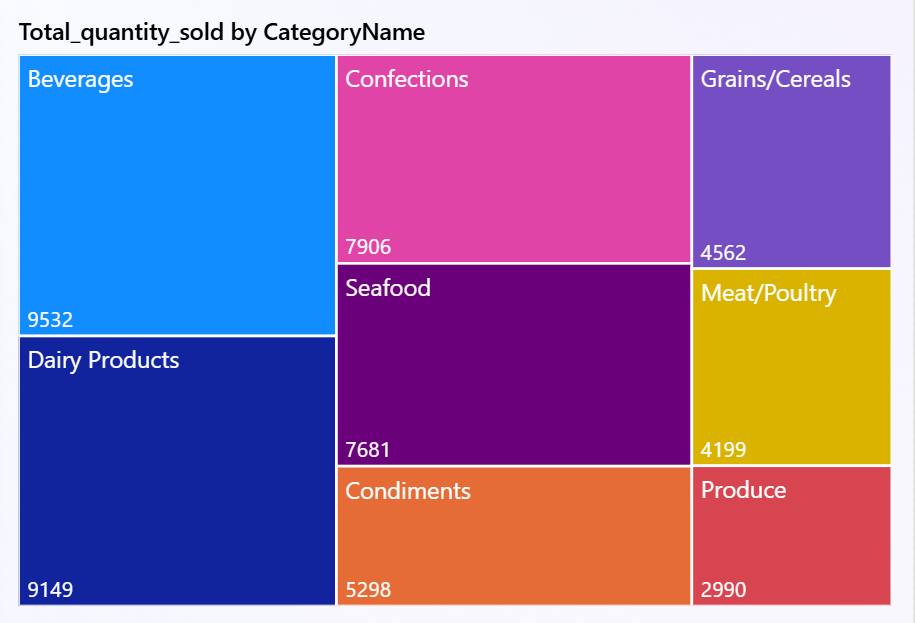 Total_quantity_sold by CategoryName
Beverages
9532
Dairy Products
9149
Confections
7906
Seafood
7681
Condiments
5298
Grains/Cereals
4562
Meat/Poultry
4199
Produce
2990